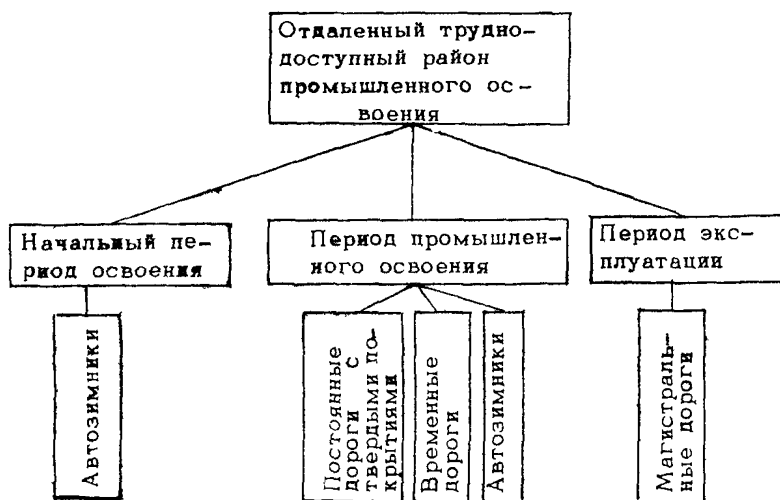 Отдаленный трудно-
доступный район
промышленного ос-
воения
Начальный пе-
риод освоения
Период промышлен-
ного освоения
Период экс-
плуатации
Автозимники
Постоянные
дороги с
твердыми по-
крытиями
Временные
дороги
Автозимники
Магистраль-
ные дороги